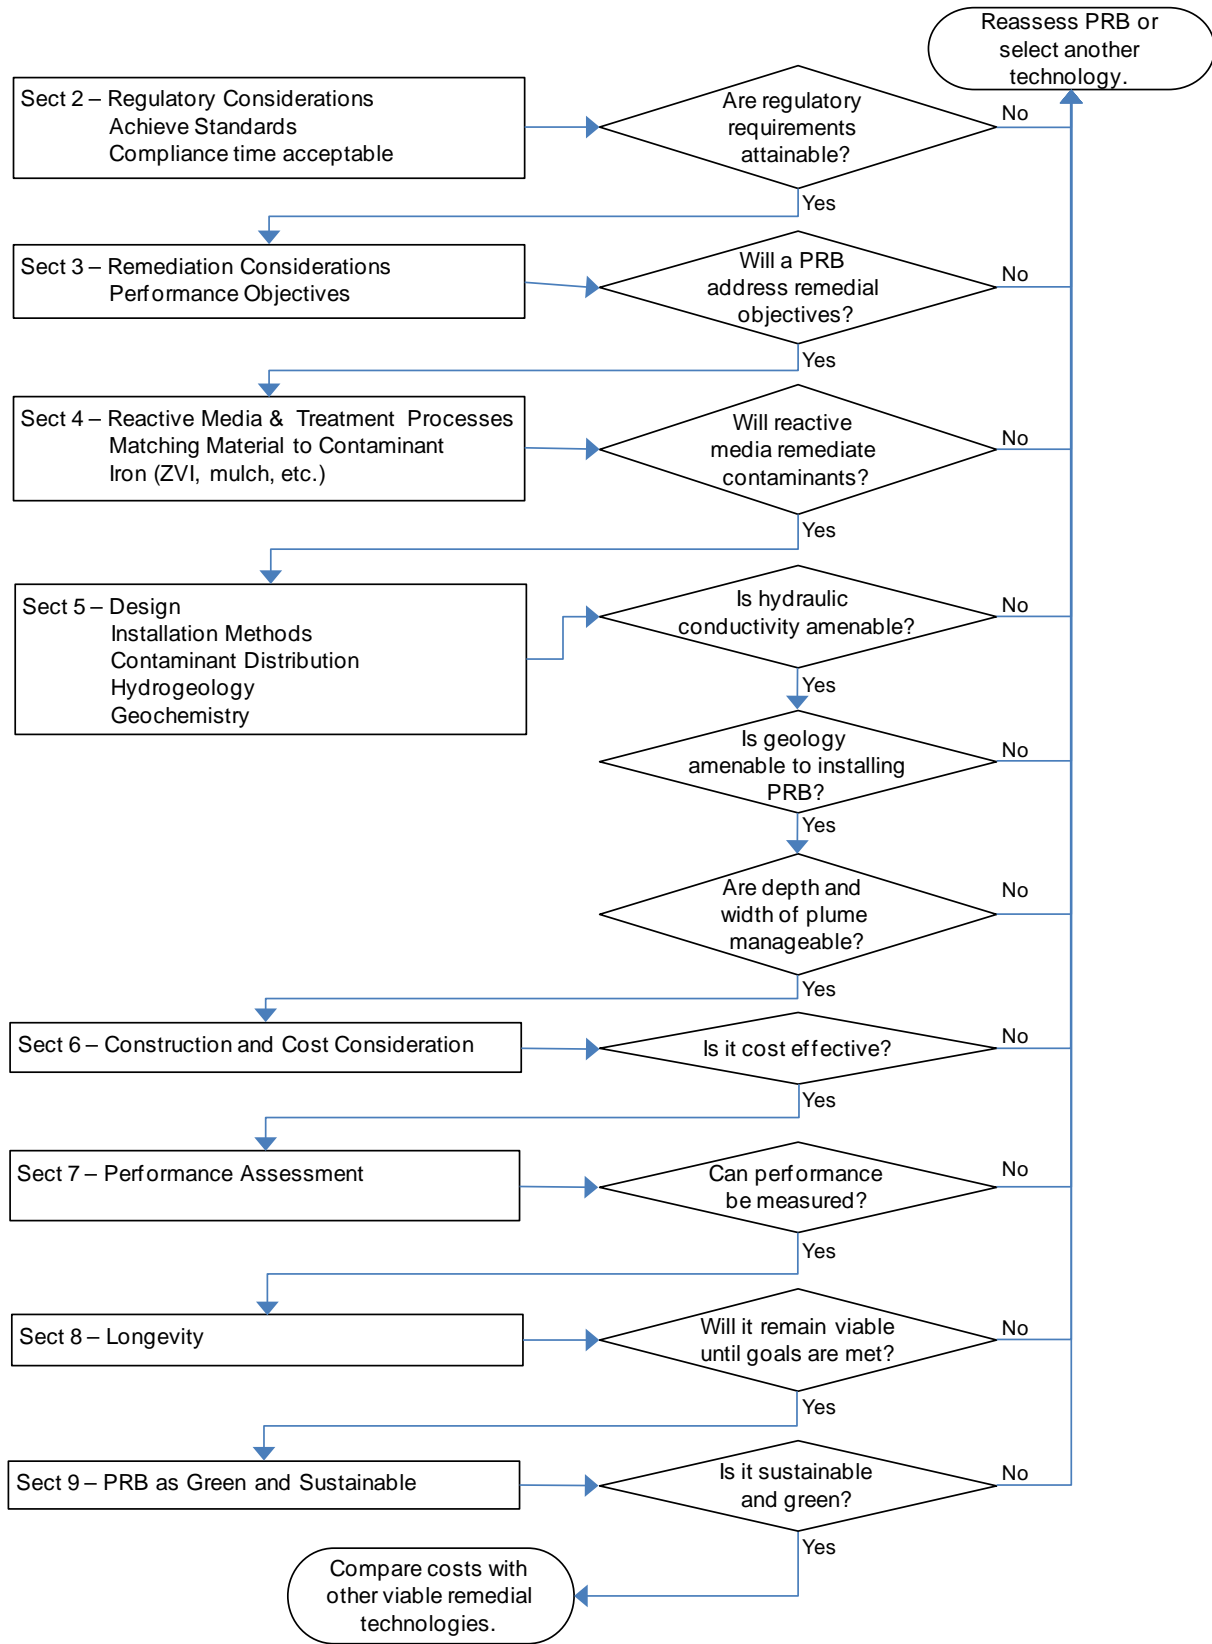 Reassess PRB or
select another
technology.
Sect 2 – Regulatory Considerations
Achieve Standards
Compliance time acceptable
Are regulatory
requirements
attainable?
No
Yes
Sect 3 – Remediation Considerations
Performance Objectives
Will a PRB
address remedial
objectives?
No
Yes
Sect 4 – Reactive Media & Treatment Processes
Matching Material to Contaminant
Iron (ZVI, mulch, etc.)
Will reactive
media remediate
contaminants?
No
Yes
Sect 5 – Design
Installation Methods
Contaminant Distribution
Hydrogeology
Geochemistry
Is hydraulic
conductivity amenable?
No
Yes
Is geology
amenable to installing
PRB?
No
Yes
Are depth and
width of plume
manageable?
No
Yes
Sect 6 – Construction and Cost Consideration
Is it cost effective?
No
Yes
Sect 7 – Performance Assessment
Can performance
be measured?
No
Yes
Sect 8 – Longevity
Will it remain viable
until goals are met?
No
Yes
Sect 9 – PRB as Green and Sustainable
Is it sustainable
and green?
No
Yes
Compare costs with
other viable remedial
technologies.